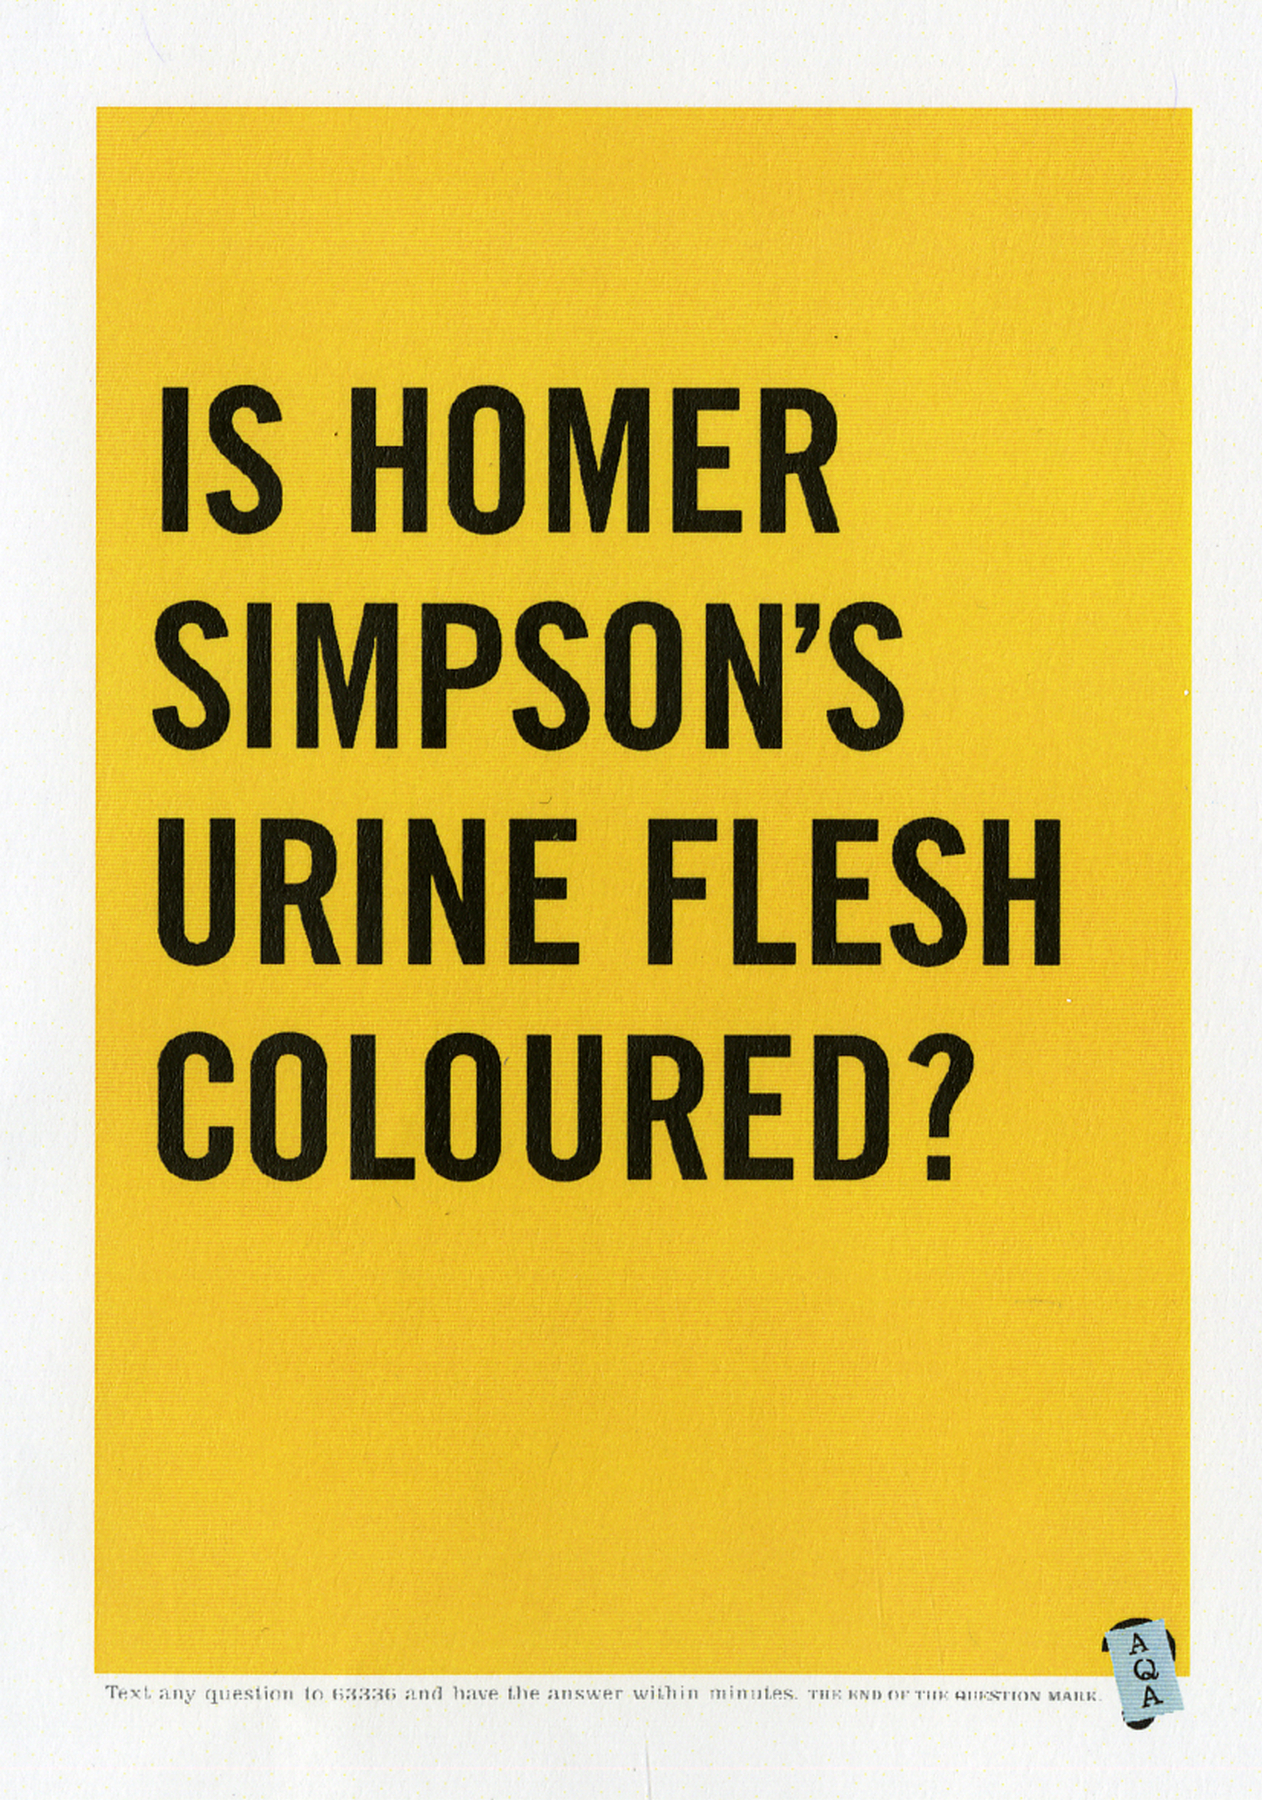 IS HOMER
SIMPSON'S
URINE FLESH
COLOURED?
Text any question to 63336 and have the answer within minutes. THE END OF THE QUESTION MARK.
A
Q
A